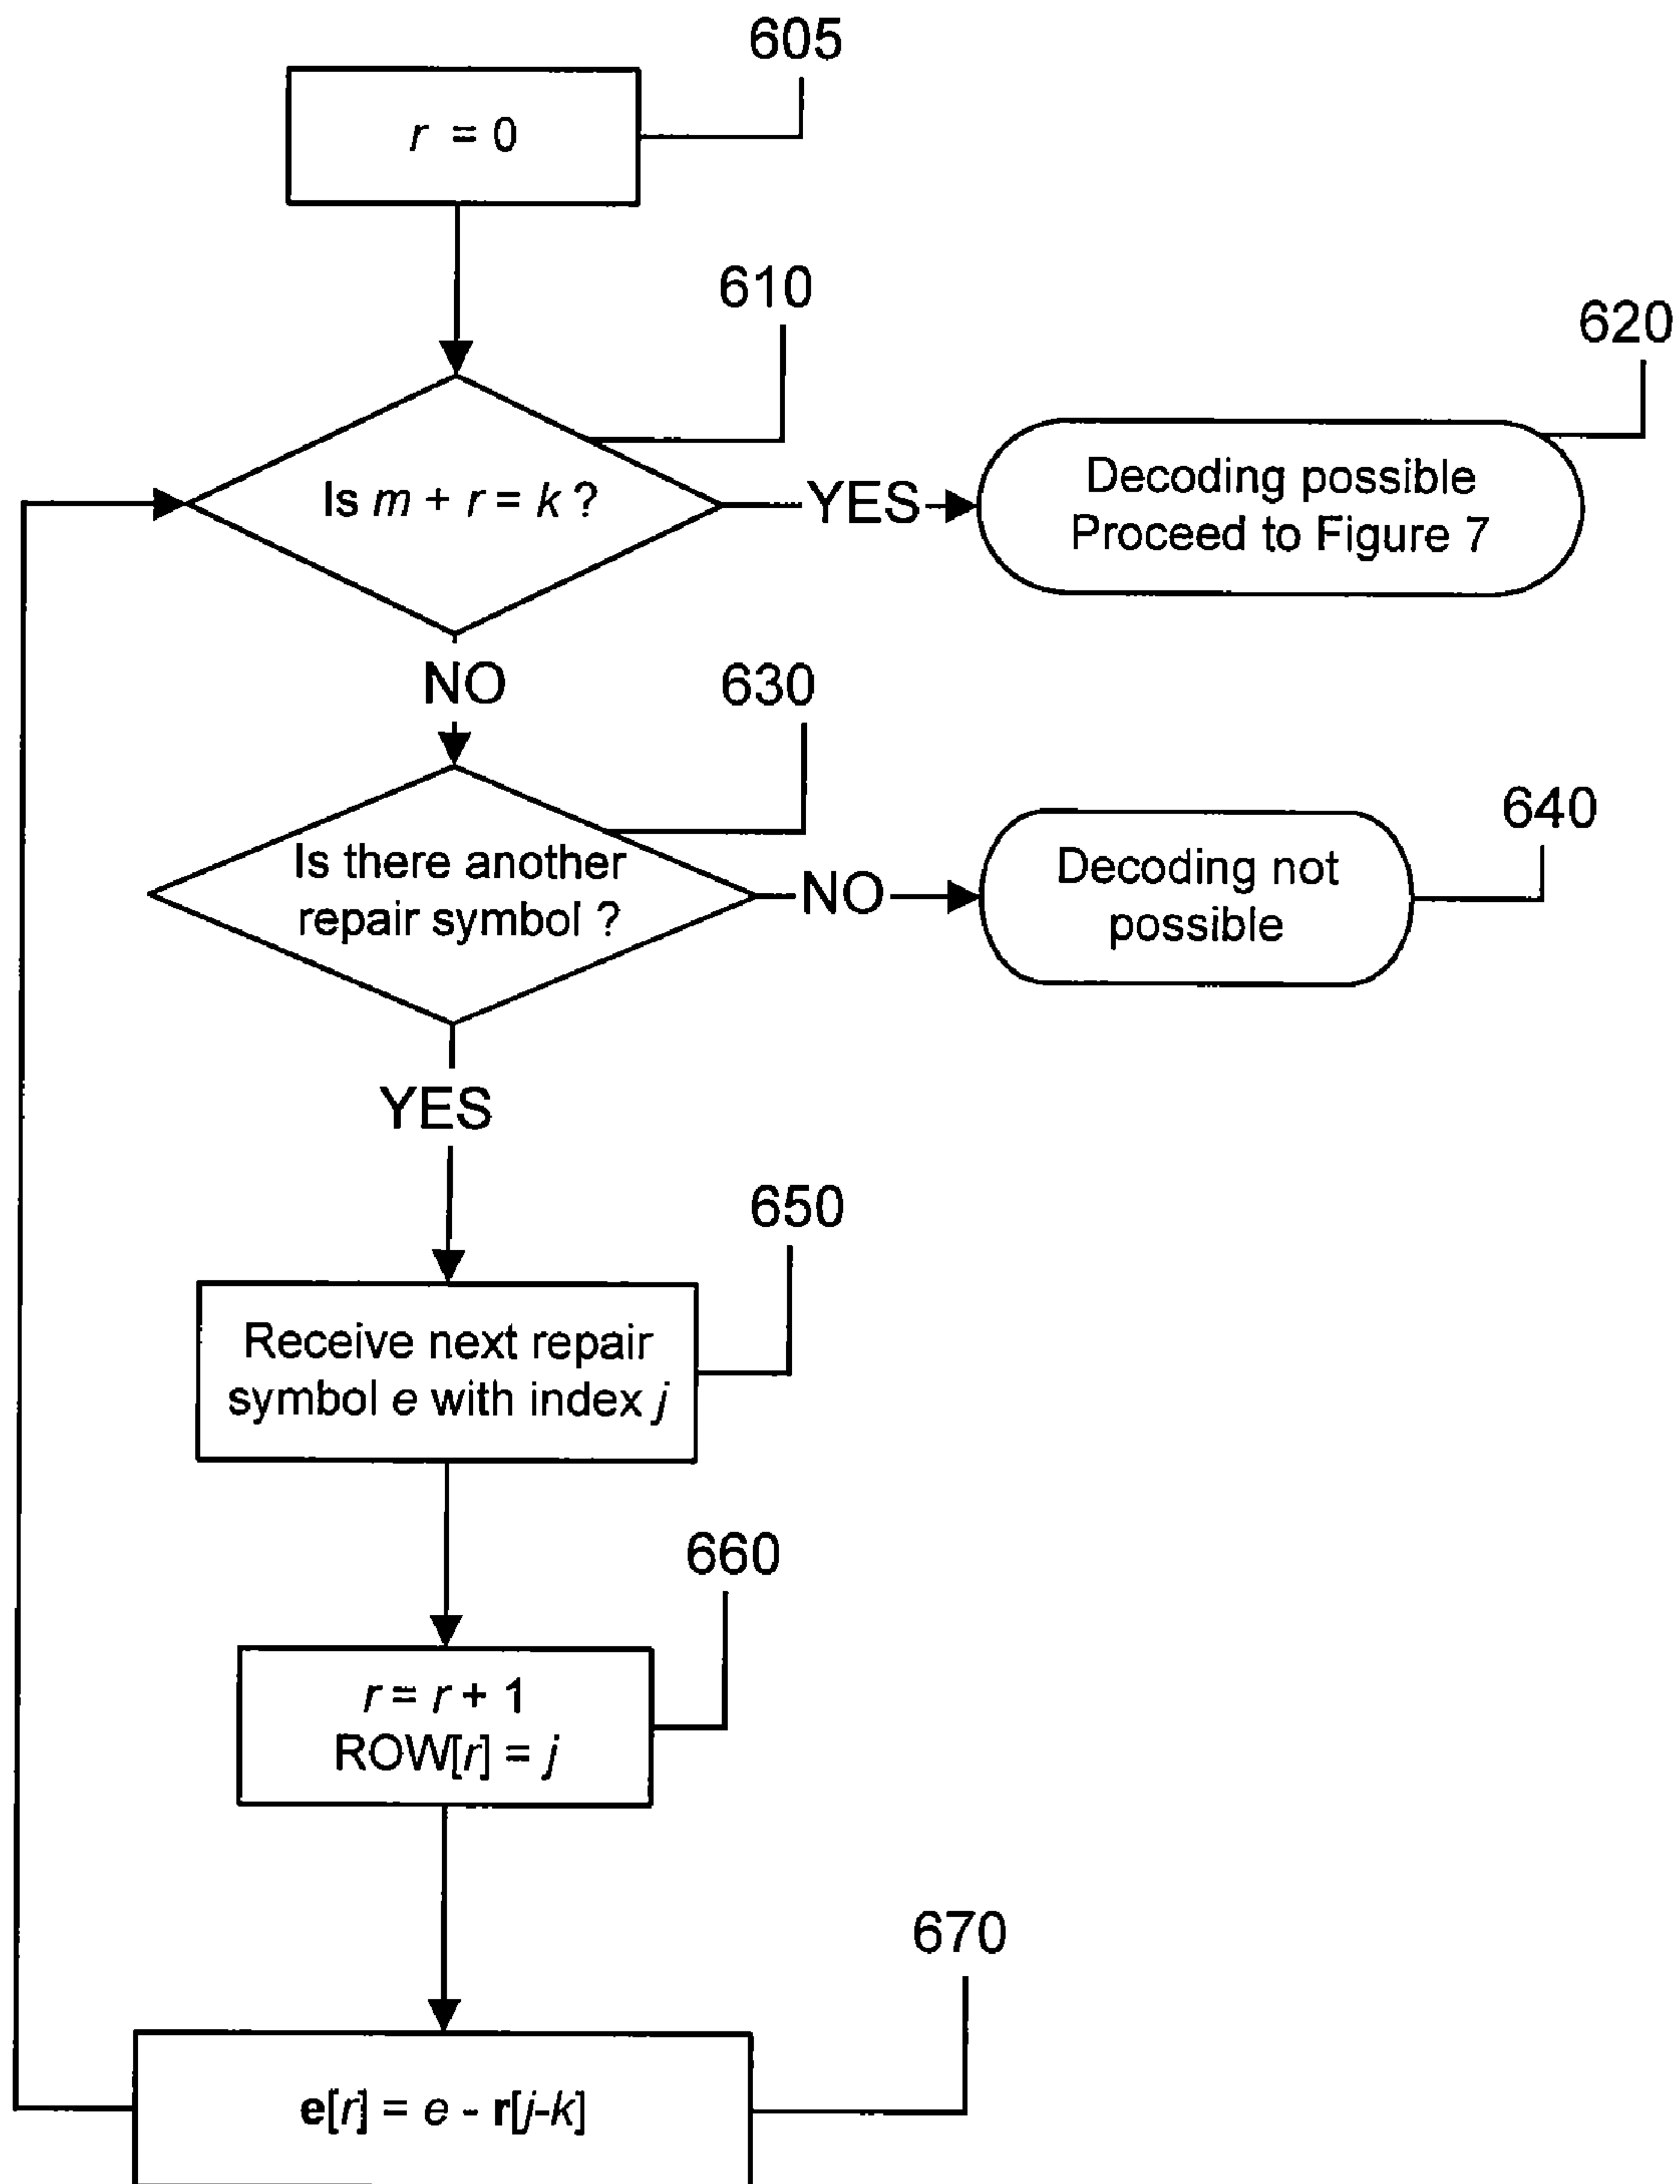 605
r = 0
610
620
Is m + r = k ?
YES
Decoding possible
Proceed to Figure 7
NO
630
640
Is there another
repair symbol ?
NO
Decoding not
possible
YES
650
Receive next repair
symbol e with index j
660
r = r + 1
ROW[r] = j
670
e[r] = e - r[j-k]